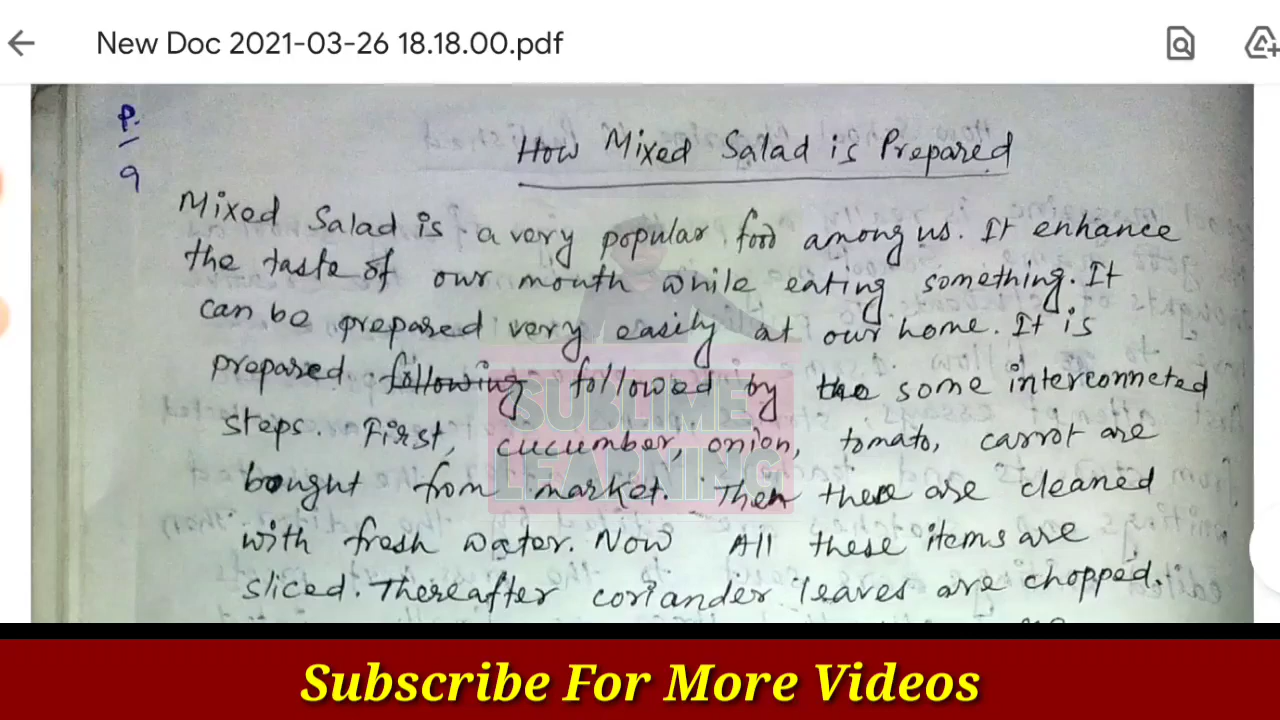 New Doc 2021-03-26 18.18.00.pdf
P.
9
How Mixed Salad is Prepared
Mixed Salad is a very popular food among us. It enhance
the taste of our mouth while eating something. It
can be prepared very easily at our home. It is
prepared following followed by the some interconneted
steps. First, cucumber, onion, tomato, carrot are
bought from market. Then these are cleaned
with fresh water. Now All these items are
sliced. Thereafter coriander leaves are chopped.
SUBLIME
LEARNING
Subscribe For More Videos